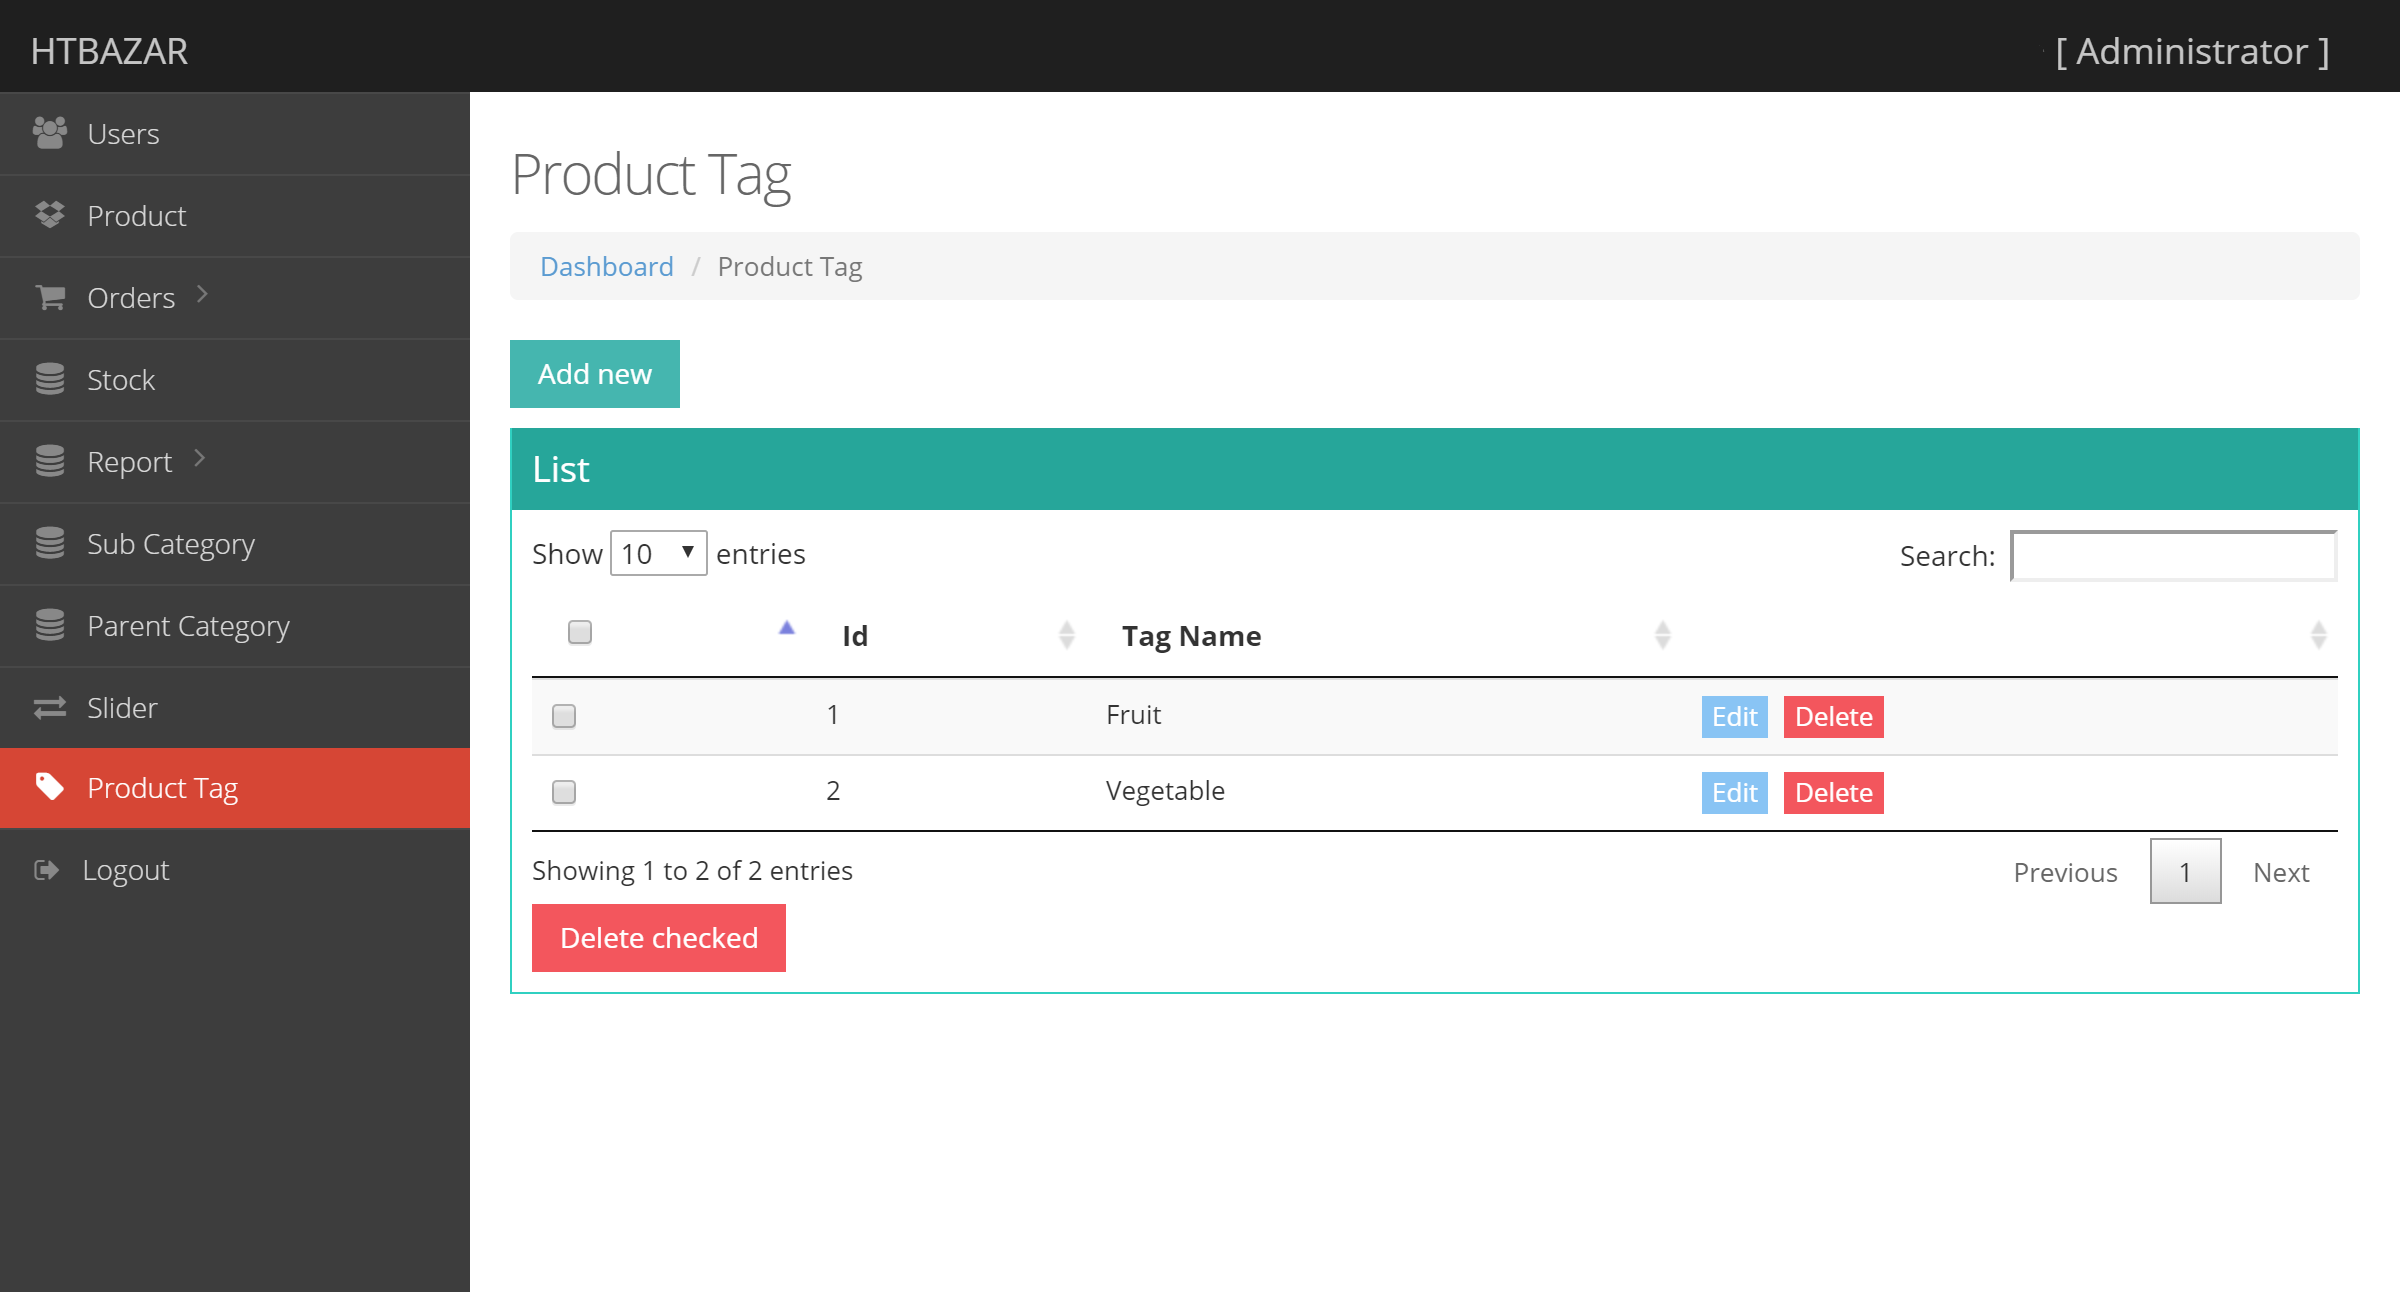 HTBAZAR
[ Administrator ]
Users
Product
Orders
Stock
Report
Sub Category
Parent Category
Slider
Product Tag
Logout
Product Tag
Dashboard / Product Tag
Add new
List
Show 10 entries
Search:
Id Tag Name
1 Fruit Edit Delete
2 Vegetable Edit Delete
Showing 1 to 2 of 2 entries
Previous 1 Next
Delete checked